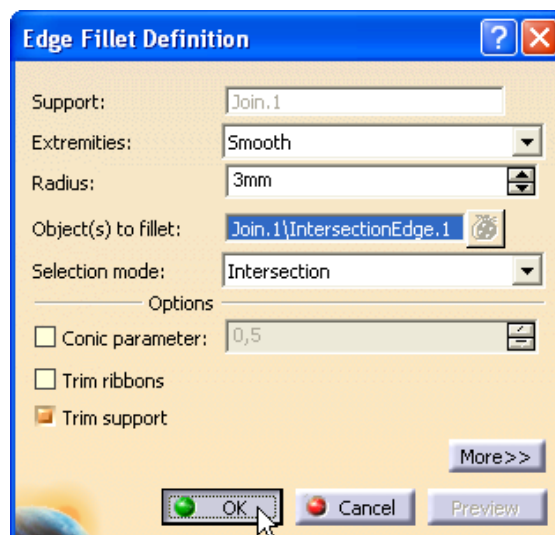 Edge Fillet Definition
Support: Join.1
Extremities: Smooth
Radius: 3mm
Object(s) to fillet: Join.1\IntersectionEdge.1
Selection mode: Intersection
Options
Conic parameter: 0,5
Trim ribbons
Trim support
More>>
OK Cancel Preview